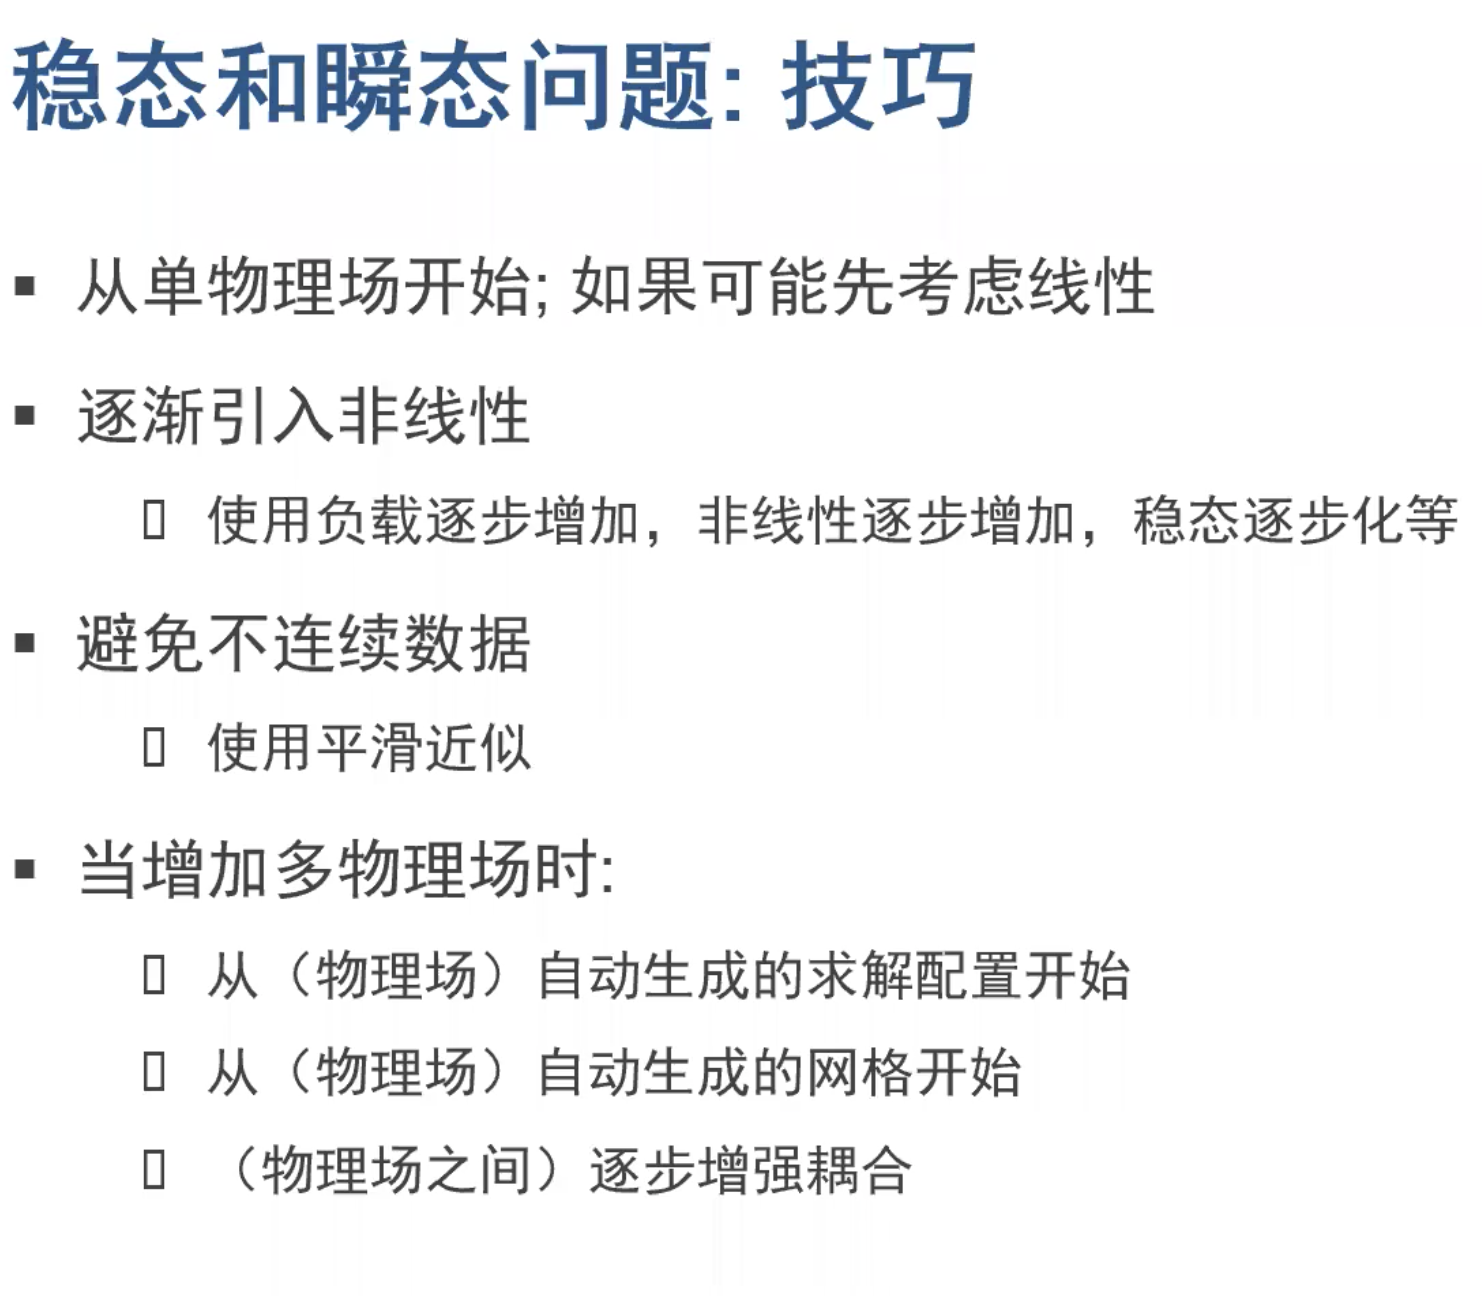 稳态和瞬态问题: 技巧
▪ 从单物理场开始; 如果可能先考虑线性
▪ 逐渐引入非线性
▯ 使用负载逐步增加，非线性逐步增加，稳态逐步化等
▪ 避免不连续数据
▯ 使用平滑近似
▪ 当增加多物理场时:
▯ 从（物理场）自动生成的求解配置开始
▯ 从（物理场）自动生成的网格开始
▯ （物理场之间）逐步增强耦合